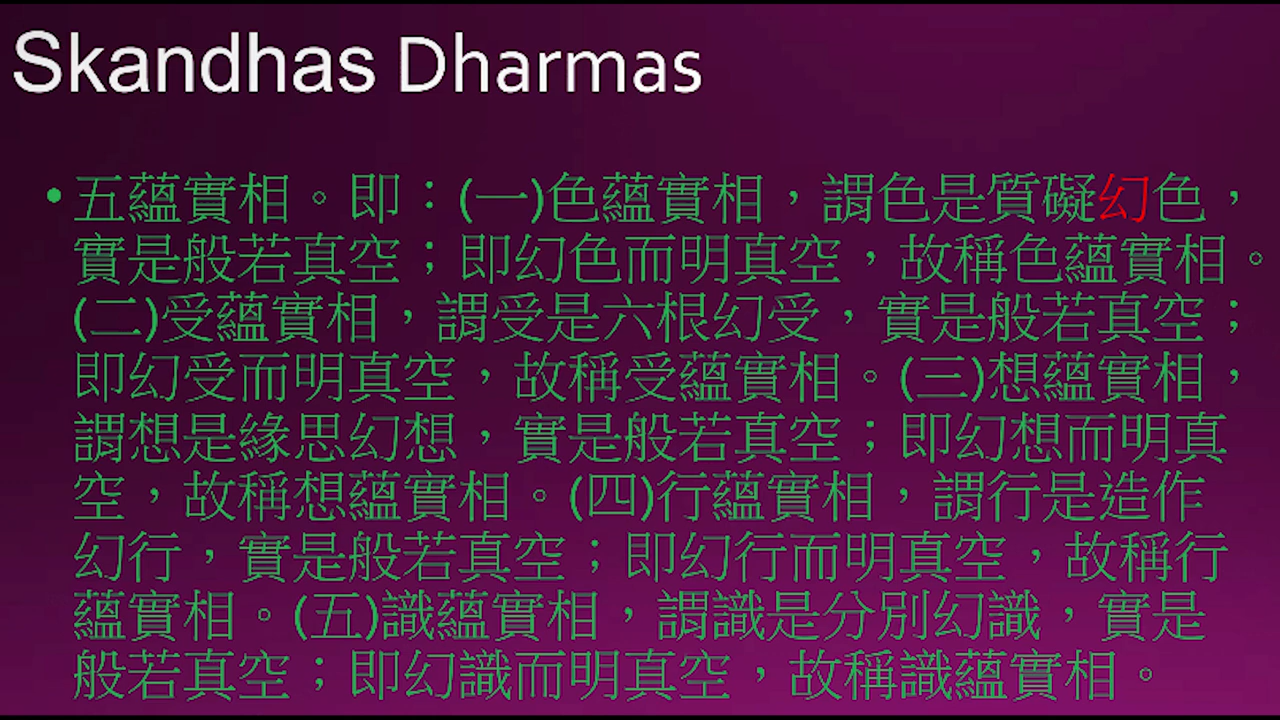 Skandhas Dharmas
•五蘊實相。即：(一)色蘊實相，謂色是質礙幻色，
實是般若真空；即幻色而明真空，故稱色蘊實相。
(二)受蘊實相，謂受是六根幻受，實是般若真空；
即幻受而明真空，故稱受蘊實相。(三)想蘊實相，
謂想是緣思幻想，實是般若真空；即幻想而明真
空，故稱想蘊實相。(四)行蘊實相，謂行是造作
幻行，實是般若真空；即幻行而明真空，故稱行
蘊實相。(五)識蘊實相，謂識是分別幻識，實是
般若真空；即幻識而明真空，故稱識蘊實相。